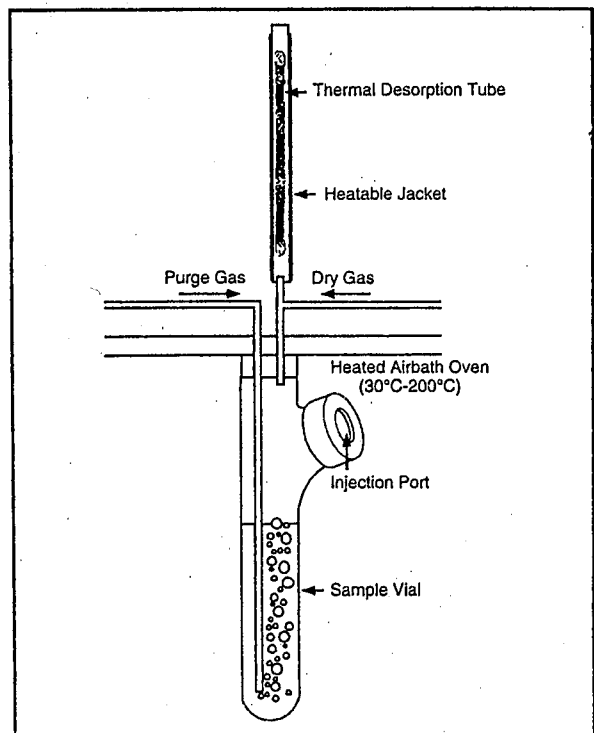 Thermal Desorption Tube
Heatable Jacket
Purge Gas
Dry Gas
Heated Airbath Oven
(30°C-200°C)
Injection Port
Sample Vial